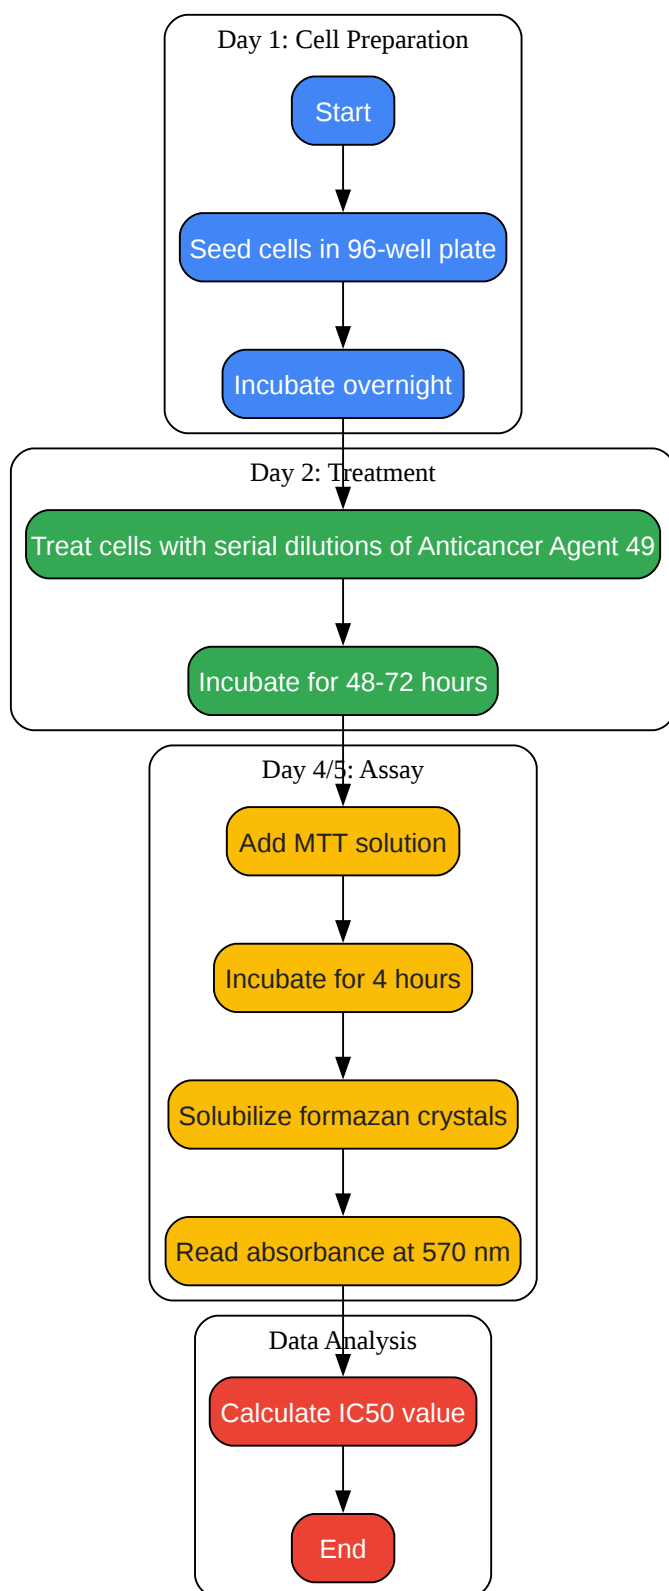 Day 1: Cell Preparation
Start
Seed cells in 96-well plate
Incubate overnight
Day 2: Treatment
Treat cells with serial dilutions of Anticancer Agent 49
Incubate for 48-72 hours
Day 4/5: Assay
Add MTT solution
Incubate for 4 hours
Solubilize formazan crystals
Read absorbance at 570 nm
Data Analysis
Calculate IC50 value
End